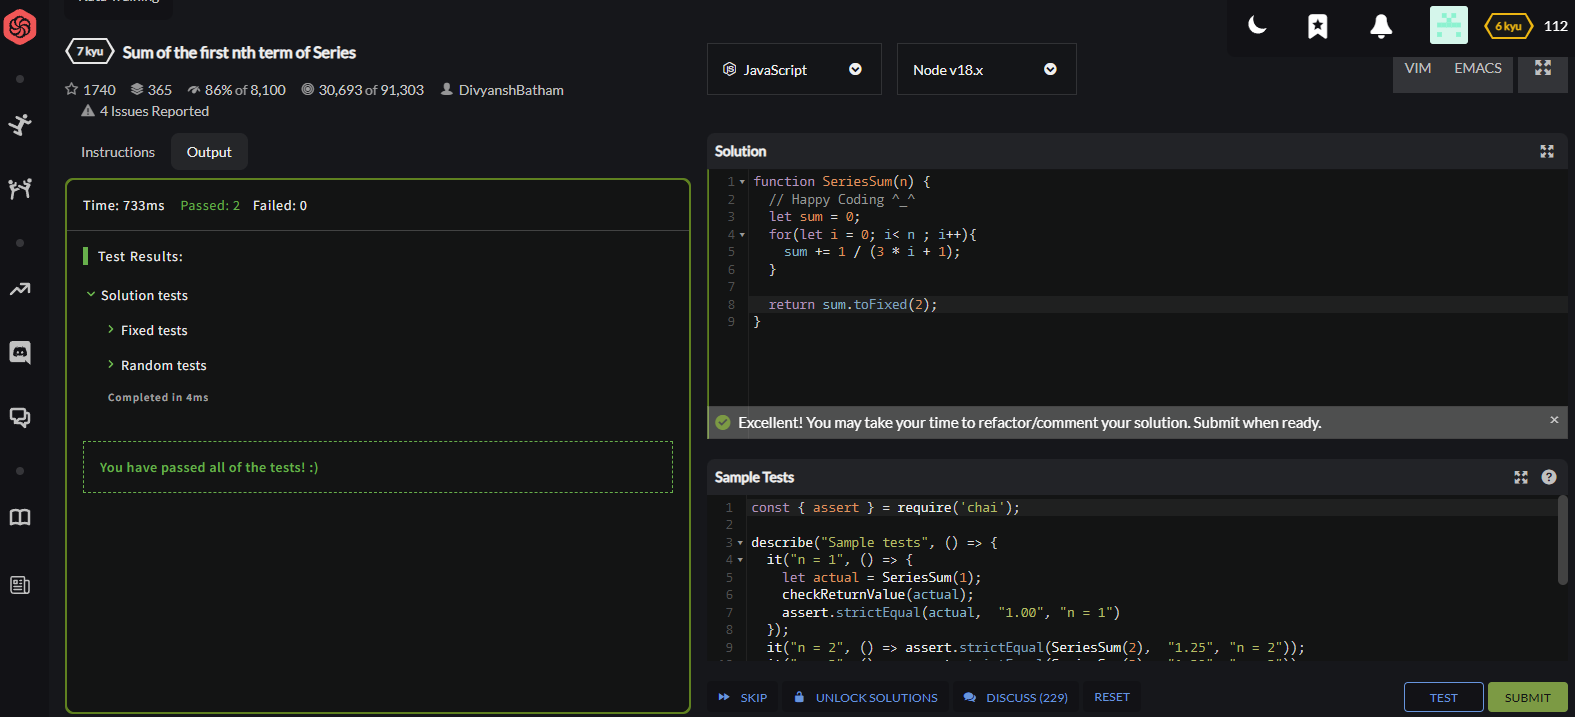 7 kyu Sum of the first nth term of Series
1740 365 86% of 8,100 30,693 of 91,303 DivyanshBatham
4 Issues Reported
Instructions Output
Time: 733ms Passed: 2 Failed: 0
Test Results:
Solution tests
Fixed tests
Random tests
Completed in 4ms
You have passed all of the tests! :)
JavaScript
Node v18.x
6 kyu 112
VIM EMACS
Solution
1 function SeriesSum(n) {
2 // Happy Coding ^_^
3 let sum = 0;
4 for(let i = 0; i< n ; i++){
5 sum += 1 / (3 * i + 1);
6 }
7
8 return sum.toFixed(2);
9 }
Excellent! You may take your time to refactor/comment your solution. Submit when ready.
Sample Tests
1 const { assert } = require('chai');
2
3 describe("Sample tests", () => {
4 it("n = 1", () => {
5 let actual = SeriesSum(1);
6 checkReturnValue(actual);
7 assert.strictEqual(actual, "1.00", "n = 1")
8 });
9 it("n = 2", () => assert.strictEqual(SeriesSum(2), "1.25", "n = 2"));
SKIP UNLOCK SOLUTIONS DISCUSS (229) RESET TEST SUBMIT